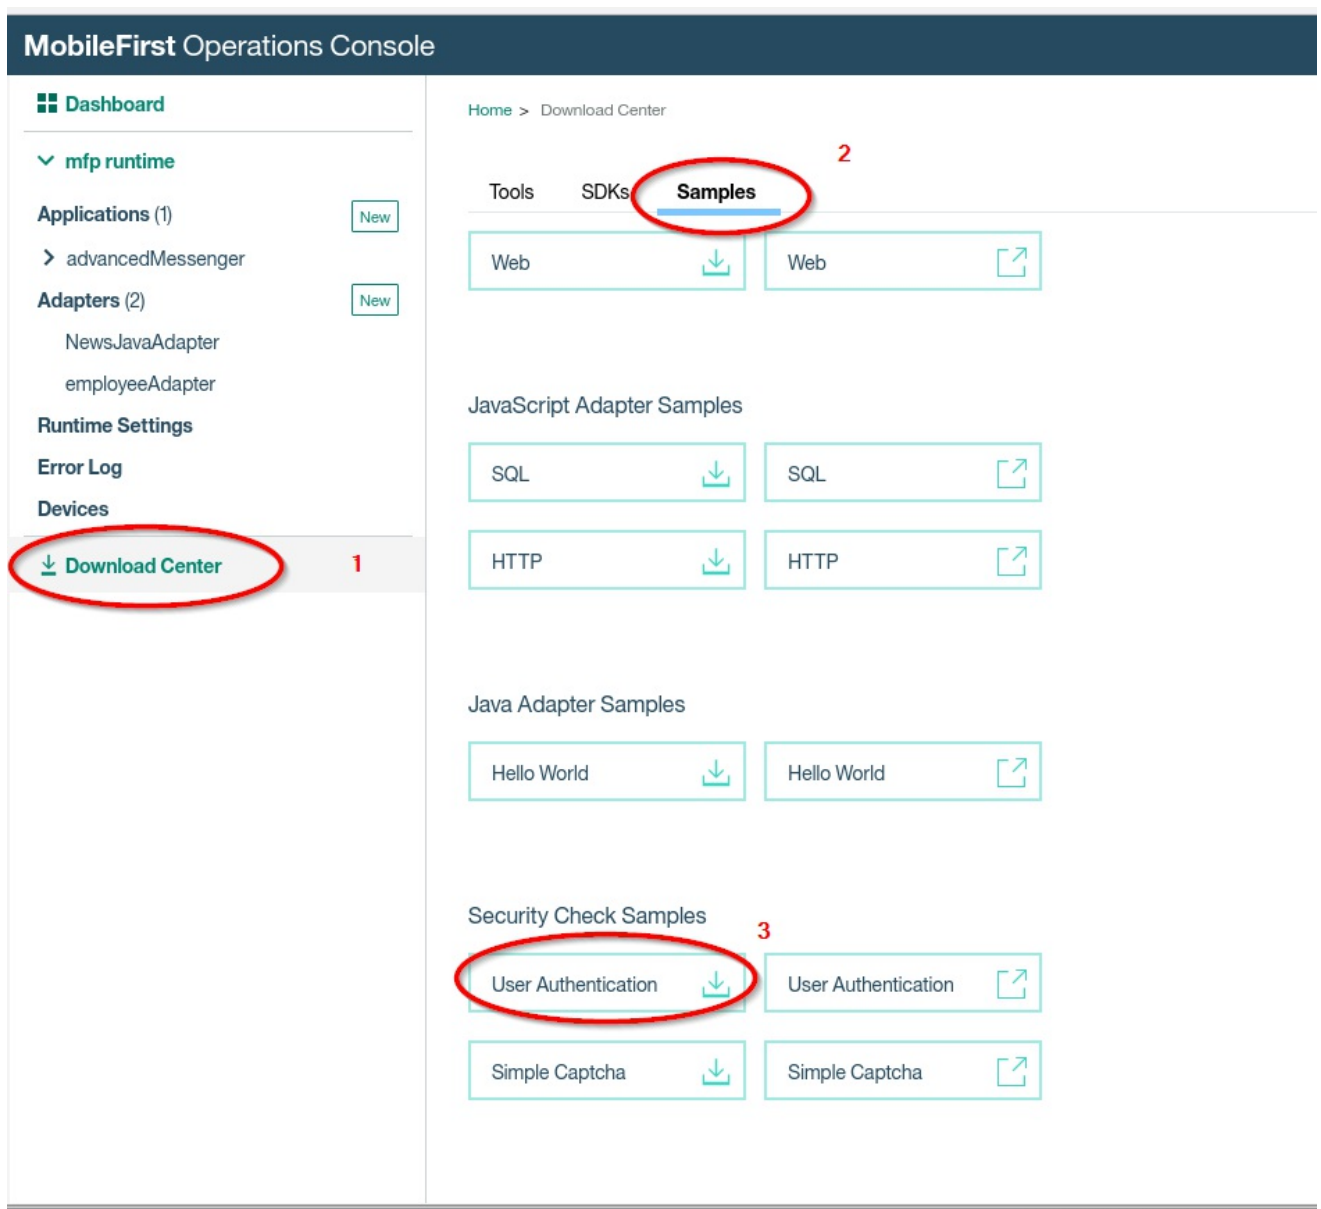 MobileFirst Operations Console
Dashboard
mfp runtime
Applications (1) New
advancedMessenger
Adapters (2) New
NewsJavaAdapter
employeeAdapter
Runtime Settings
Error Log
Devices
Download Center 1
Home > Download Center
2
Tools SDKs Samples
Web Web
JavaScript Adapter Samples
SQL SQL
HTTP HTTP
Java Adapter Samples
Hello World Hello World
Security Check Samples
3
User Authentication User Authentication
Simple Captcha Simple Captcha